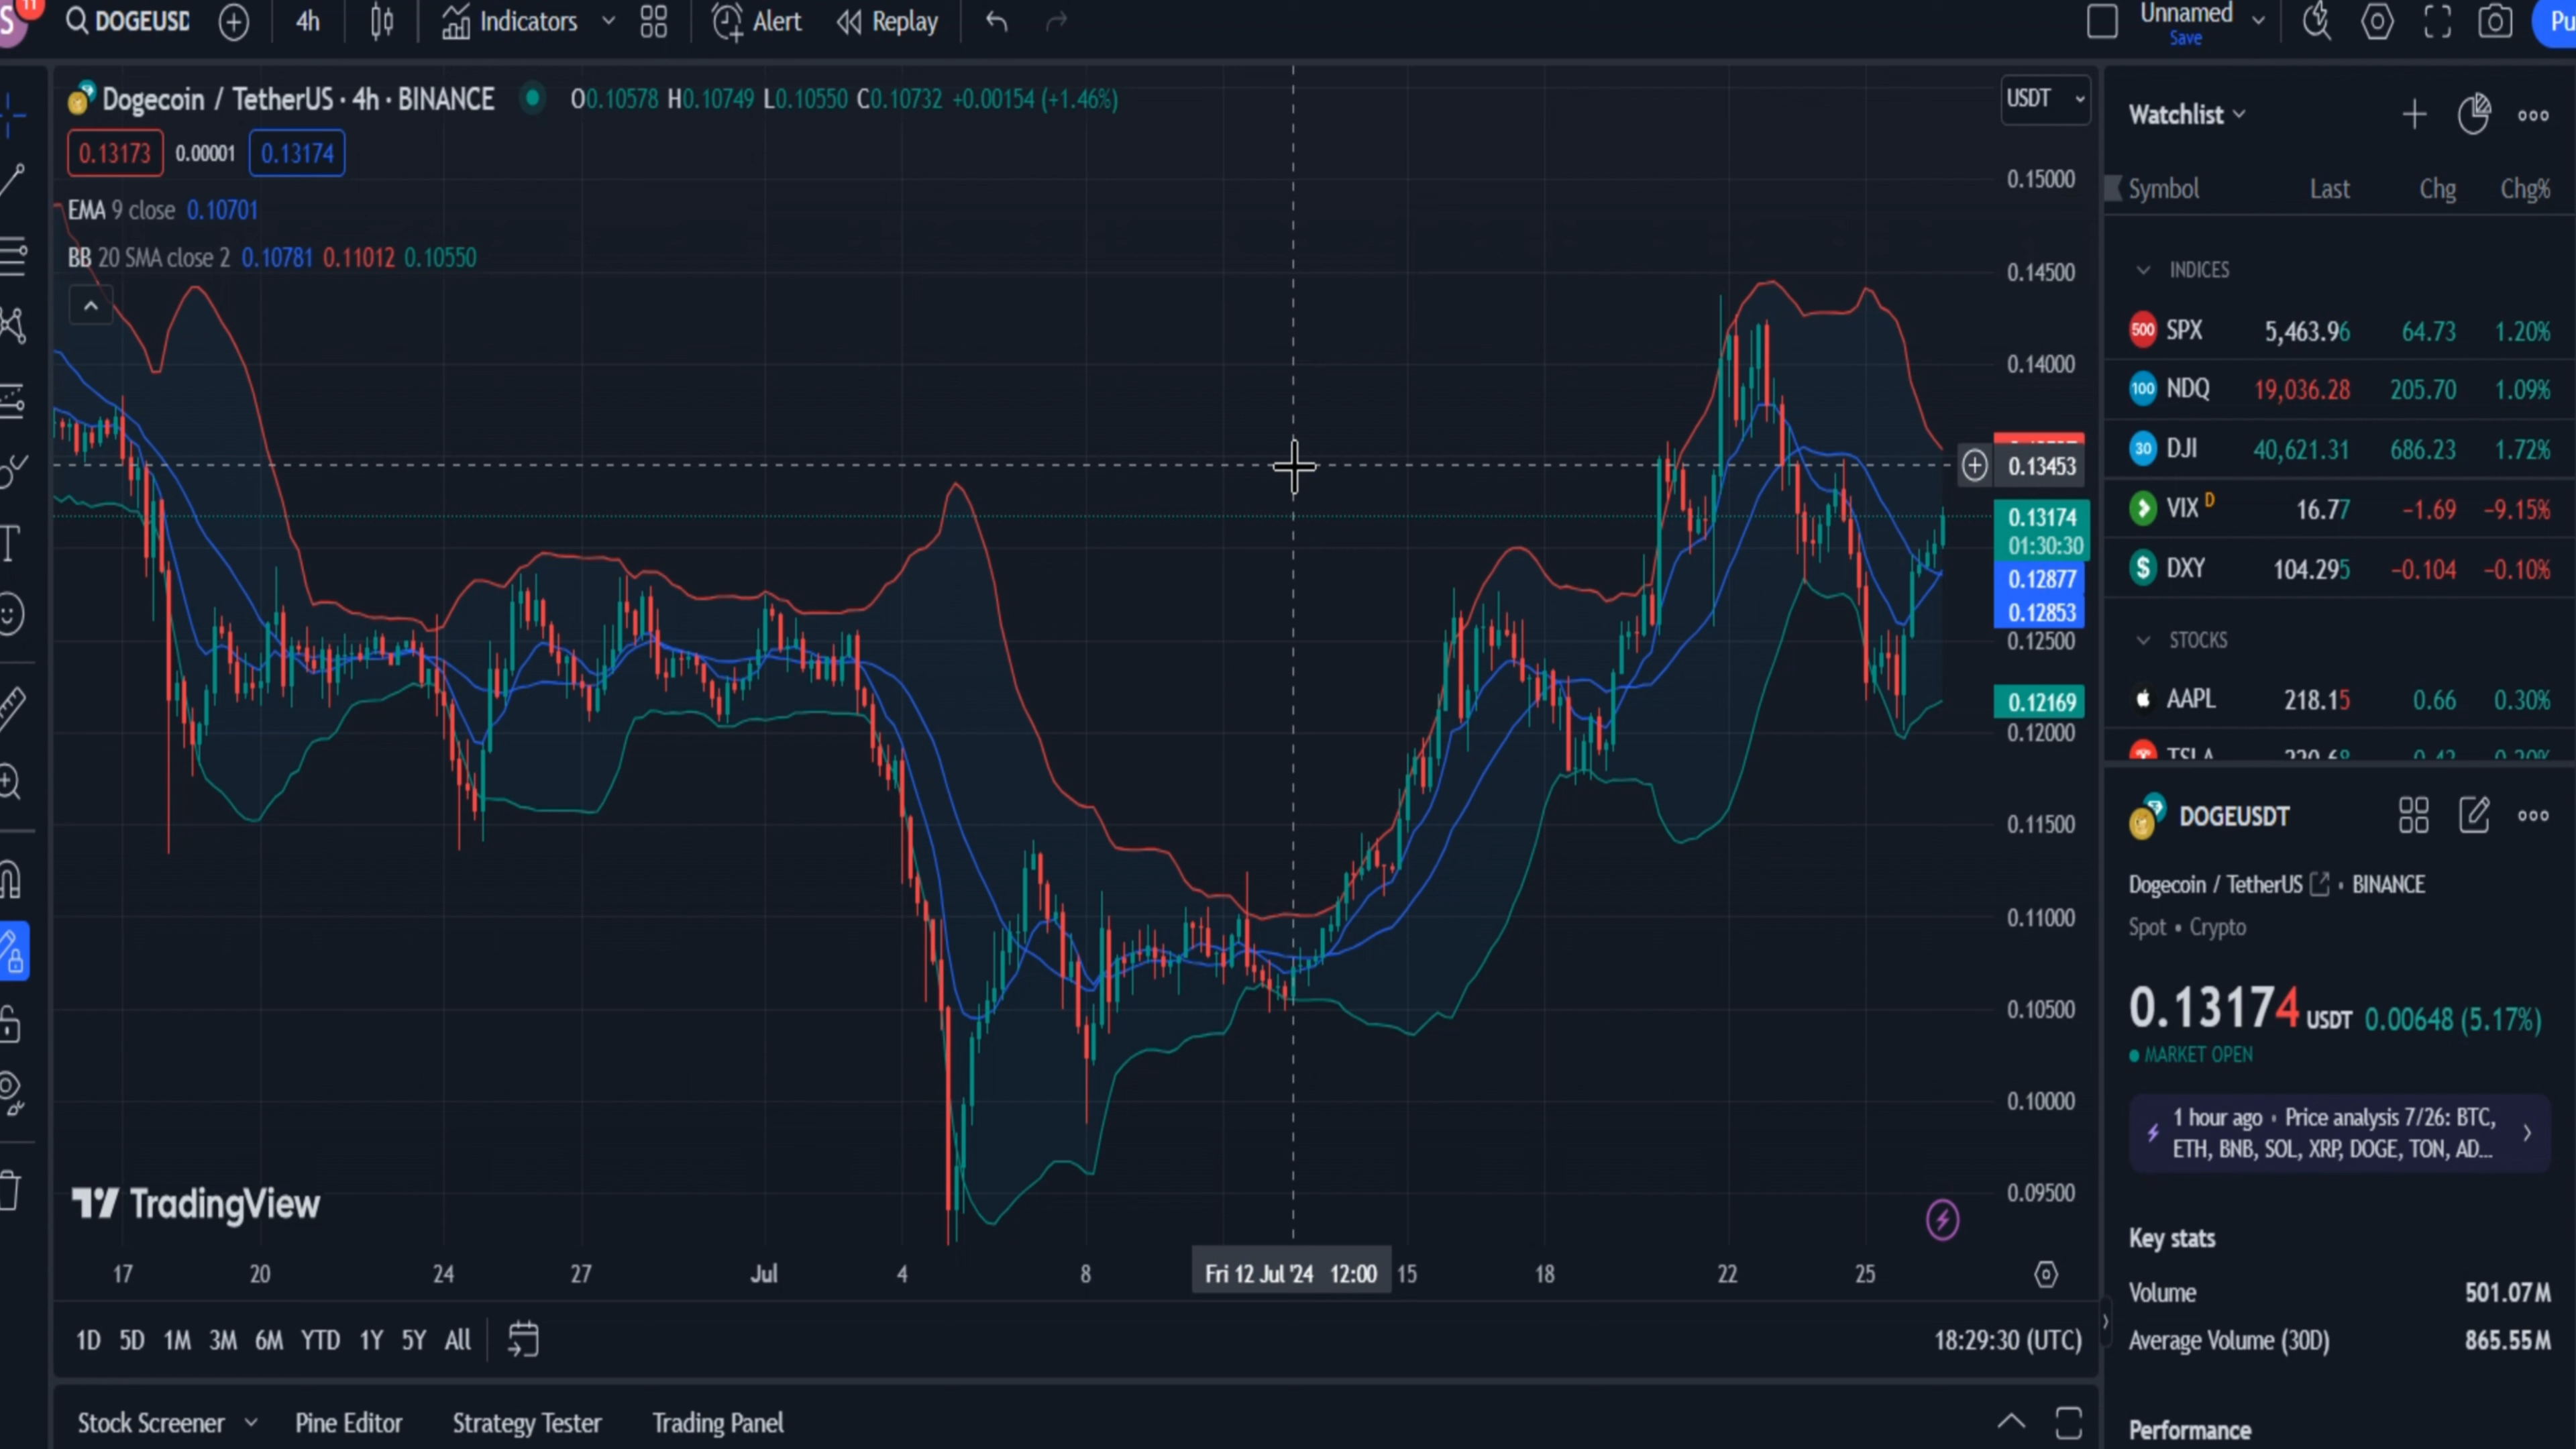 S 11 DOGEUSD 4h Indicators Alert Replay Unnamed Save Pu
Dogecoin / TetherUS · 4h · BINANCE O0.10578 H0.10749 L0.10550 C0.10732 +0.00154 (+1.46%) USDT
0.13173 0.00001 0.13174
EMA 9 close 0.10701
BB 20 SMA close 2 0.10781 0.11012 0.10550
0.15000
0.14500
0.14000
0.13453
0.13174
01:30:30
0.12877
0.12853
0.12500
0.12169
0.12000
0.11500
0.11000
0.10500
0.10000
0.09500
TradingView
17 20 24 27 Jul 4 8 Fri 12 Jul '24 12:00 15 18 22 25
1D 5D 1M 3M 6M YTD 1Y 5Y All 18:29:30 (UTC)
Stock Screener Pine Editor Strategy Tester Trading Panel
Watchlist
Symbol Last Chg Chg%
INDICES
500 SPX 5,463.96 64.73 1.20%
100 NDQ 19,036.28 205.70 1.09%
30 DJI 40,621.31 686.23 1.72%
VIX D 16.77 −1.69 −9.15%
$ DXY 104.295 −0.104 −0.10%
STOCKS
AAPL 218.15 0.66 0.30%
TSLA
DOGEUSDT
Dogecoin / TetherUS • BINANCE
Spot • Crypto
0.13174 USDT 0.00648 (5.17%)
MARKET OPEN
1 hour ago • Price analysis 7/26: BTC,
ETH, BNB, SOL, XRP, DOGE, TON, AD...
Key stats
Volume 501.07M
Average Volume (30D) 865.55M
Performance